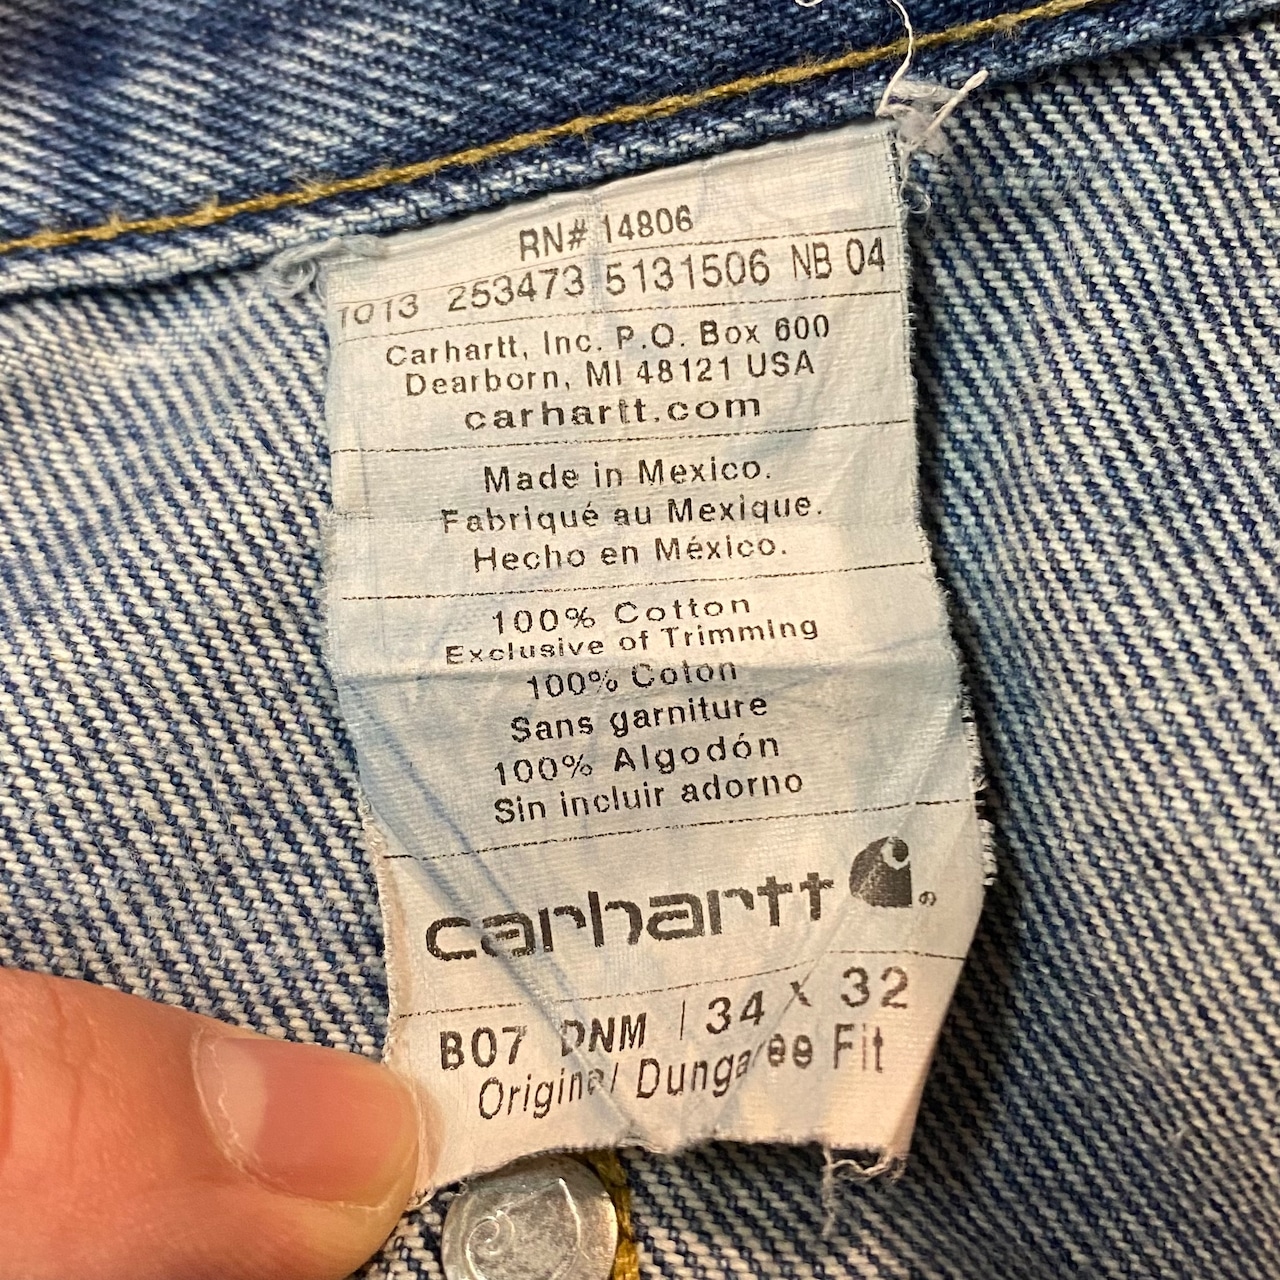 RN# 14806
1013 253473 5131506 NB 04
Carhartt, Inc. P.O. Box 600
Dearborn, MI 48121 USA
carhartt.com
Made in Mexico.
Fabriqué au Mexique.
Hecho en México.
100% Cotton
Exclusive of Trimming
100% Coton
Sans garniture
100% Algodón
Sin incluir adorno
carhartt ®
B07 DNM / 34 X 32
Original / Dungaree Fit